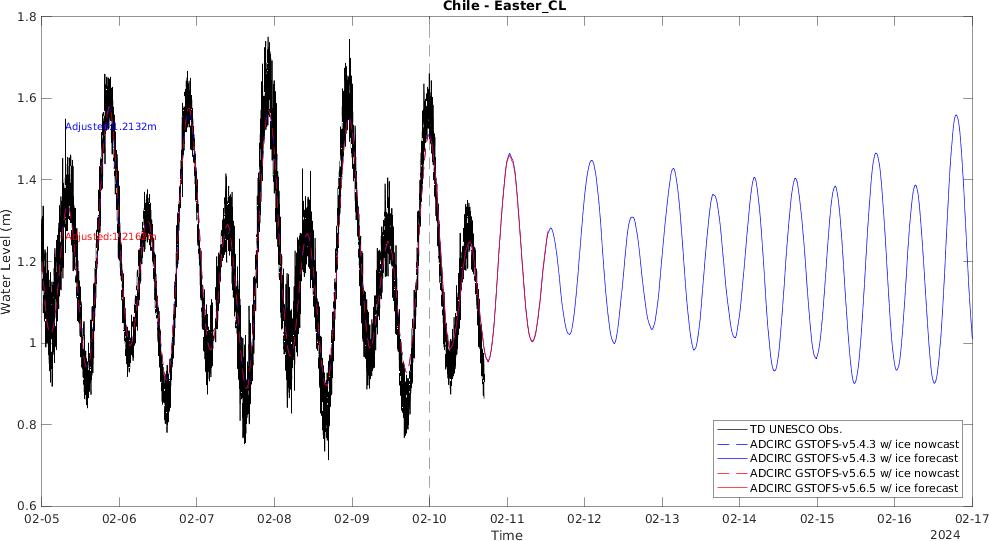 Chile - Easter_CL
1.8
1.6
1.4
1.2
1
0.8
0.6
Water Level (m)
Adjusted:1.2132m
02-05 02-06 02-07 02-08 02-09 02-10 02-11 02-12 02-13 02-14 02-15 02-16 02-17
Time
2024
TD UNESCO Obs.
ADCIRC GSTOFS-v5.4.3 w/ ice nowcast
ADCIRC GSTOFS-v5.4.3 w/ ice forecast
ADCIRC GSTOFS-v5.6.5 w/ ice nowcast
ADCIRC GSTOFS-v5.6.5 w/ ice forecast